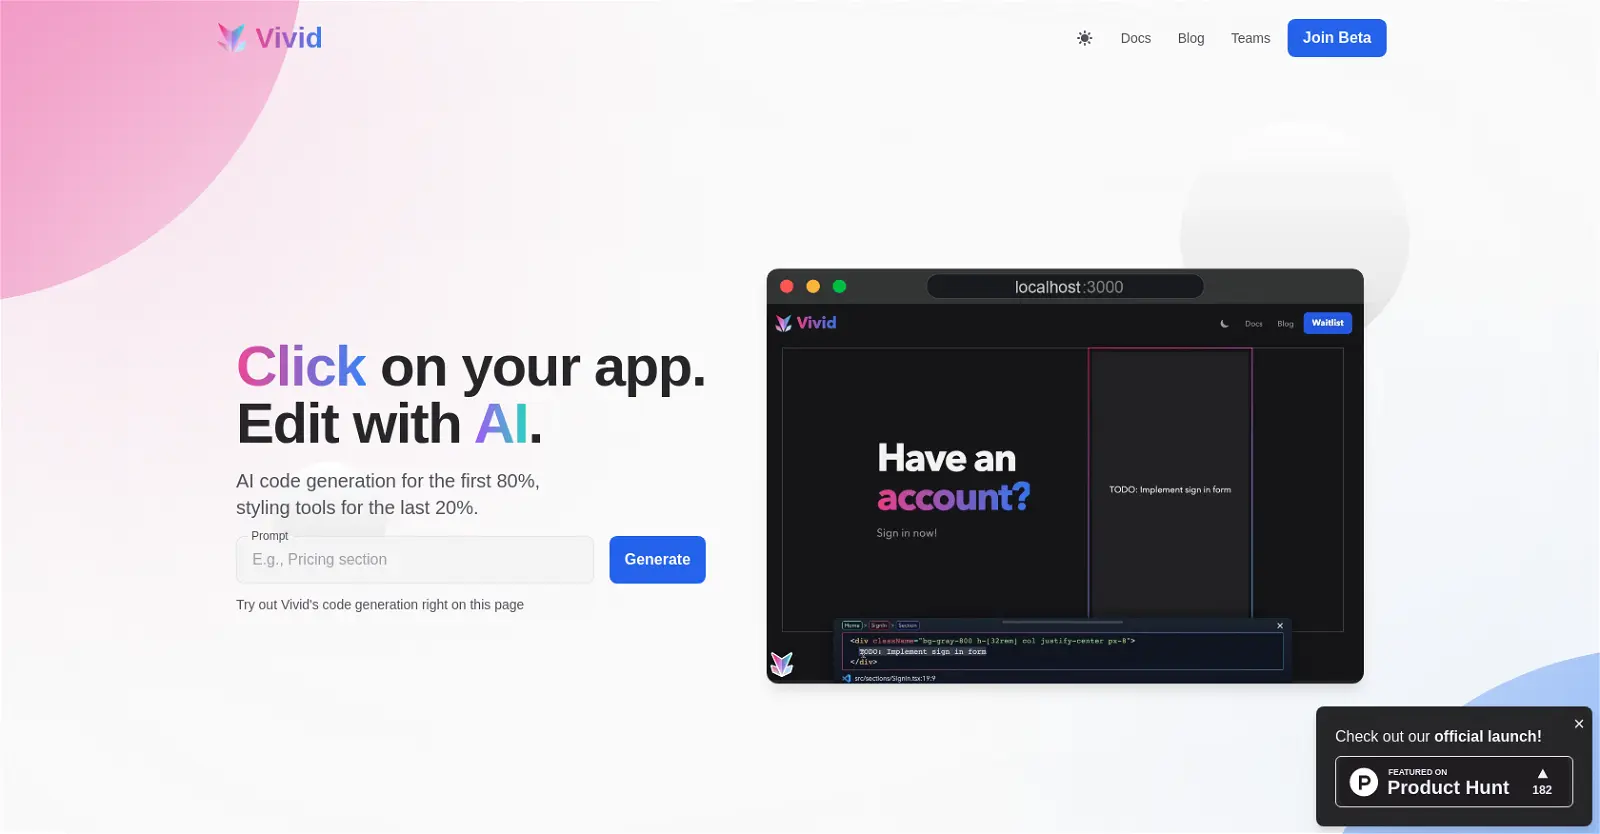 Vivid
Docs
Blog
Teams
Join Beta
Click on your app.
Edit with AI.
AI code generation for the first 80%,
styling tools for the last 20%.
Prompt
E.g., Pricing section
Generate
Try out Vivid's code generation right on this page
localhost:3000
Vivid
Docs
Blog
Waitlist
Have an
account?
Sign in now!
TODO: Implement sign in form
Home > SignIn > Section
<div className="bg-gray-800 h-[32rem] col justify-center px-8">
TODO: Implement sign in form
</div>
src/sections/SignIn.tsx:19:9
Check out our official launch!
FEATURED ON
Product Hunt
182